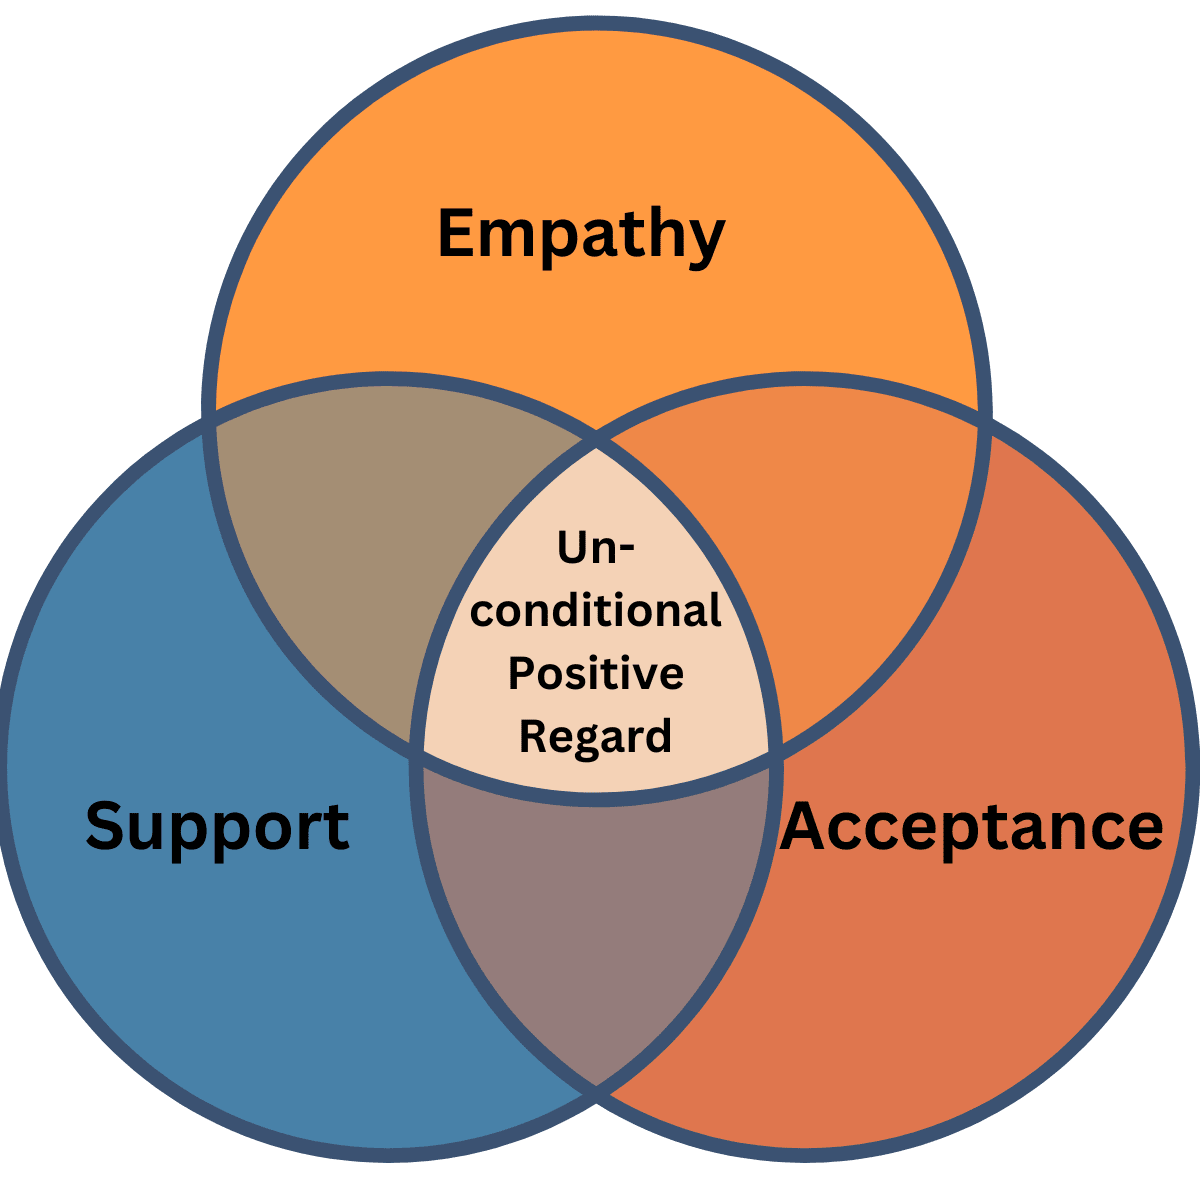 Empathy
Un-
conditional
Positive
Regard
Support
Acceptance